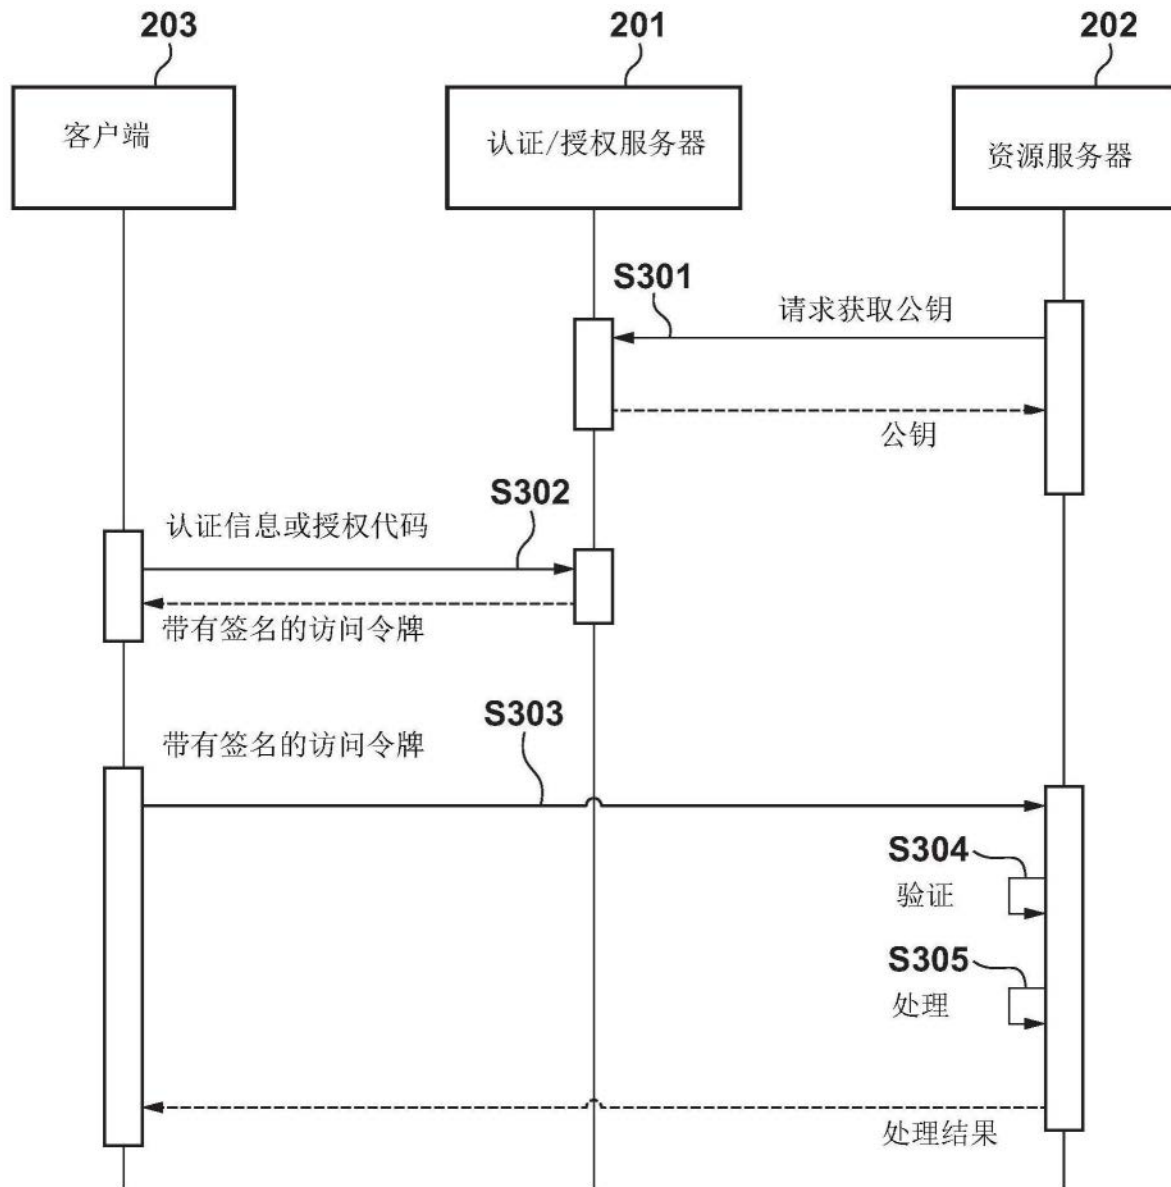 203
201
202
客户端
认证/授权服务器
资源服务器
S301
请求获取公钥
公钥
S302
认证信息或授权代码
带有签名的访问令牌
S303
带有签名的访问令牌
S304
验证
S305
处理
处理结果